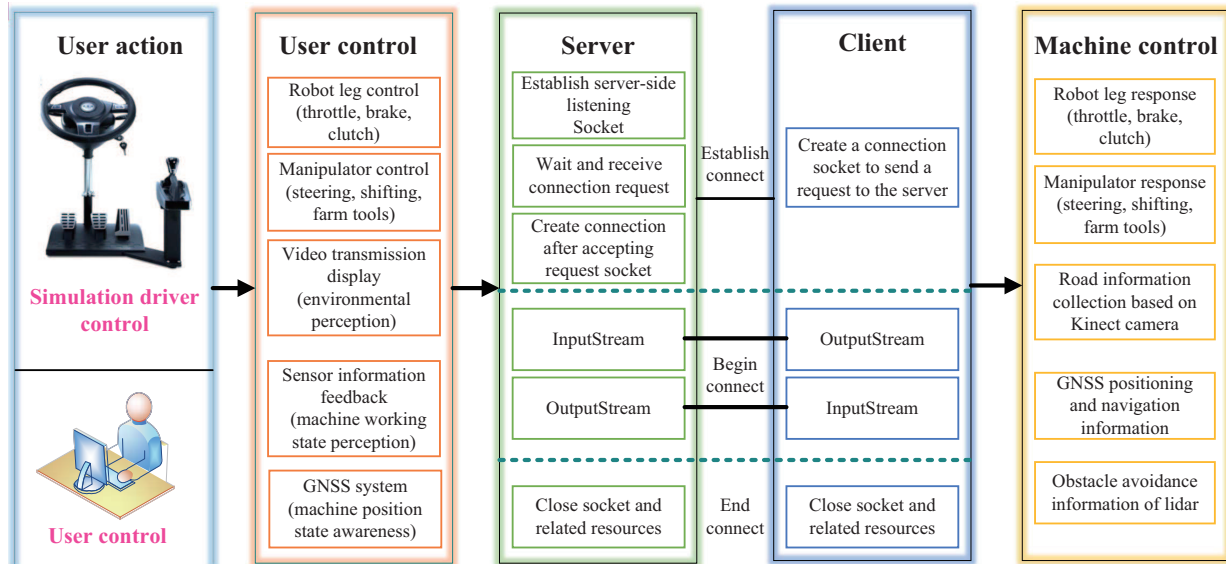 User action
Simulation driver
control
User control
User control
Robot leg control
(throttle, brake,
clutch)
Manipulator control
(steering, shifting,
farm tools)
Video transmission
display
(environmental
perception)
Sensor information
feedback
(machine working
state perception)
GNSS system
(machine position
state awareness)
Server
Establish server-side
listening
Socket
Wait and receive
connection request
Create connection
after accepting
request socket
InputStream
OutputStream
Close socket and
related resources
Establish
connect
Begin
connect
End
connect
Client
Create a connection
socket to send a
request to the server
OutputStream
InputStream
Close socket and
related resources
Machine control
Robot leg response
(throttle, brake,
clutch)
Manipulator response
(steering, shifting,
farm tools)
Road information
collection based on
Kinect camera
GNSS positioning
and navigation
information
Obstacle avoidance
information of lidar